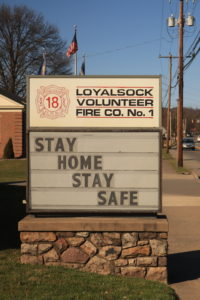 18
LOYALSOCK
VOLUNTEER
FIRE CO. No. 1
STAY
HOME
STAY
SAFE